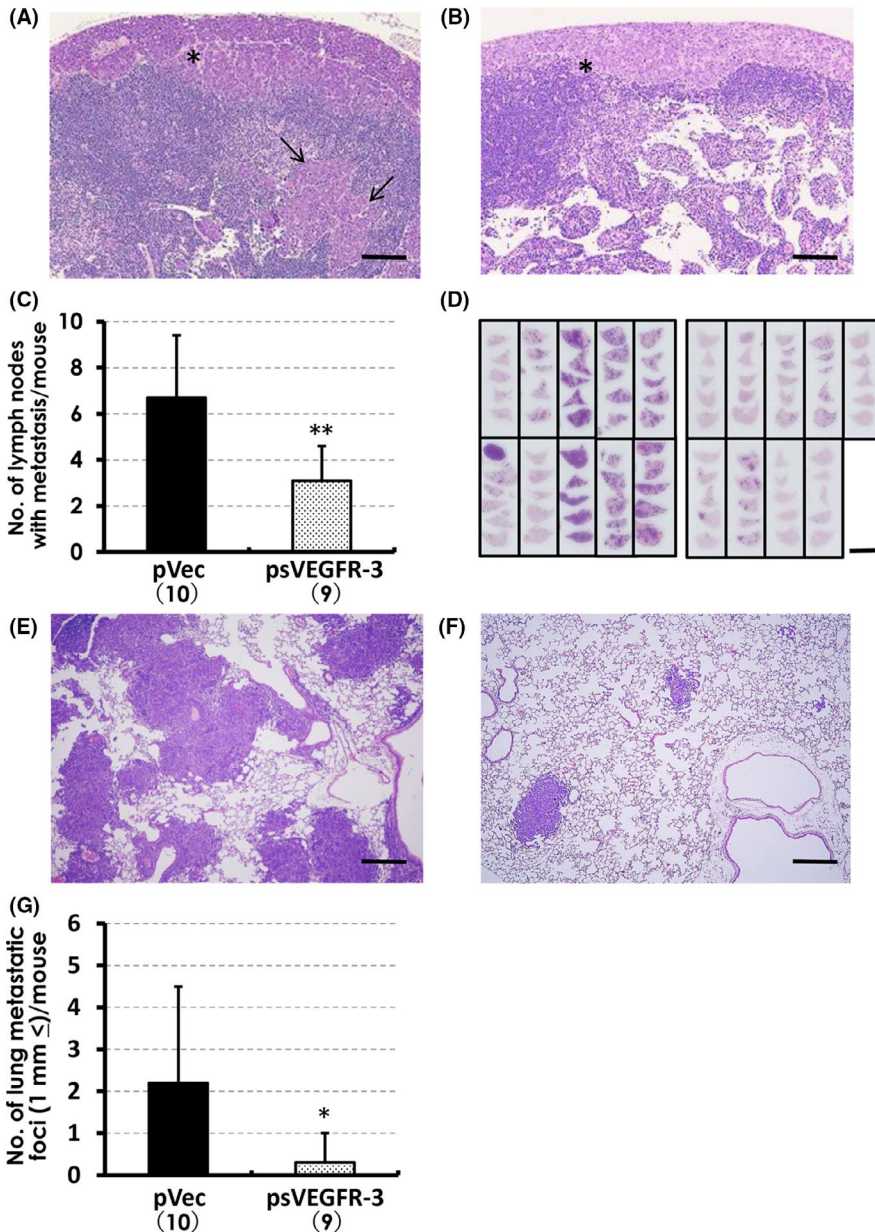 (A)
(B)
*
*
(C)
No. of lymph nodes
with metastasis/mouse
10
8
6
4
2
0
**
pVec
(10)
psVEGFR-3
(9)
(D)
(E)
(F)
(G)
No. of lung metastatic
foci (1 mm ≤)/mouse
6
5
4
3
2
1
0
*
pVec
(10)
psVEGFR-3
(9)